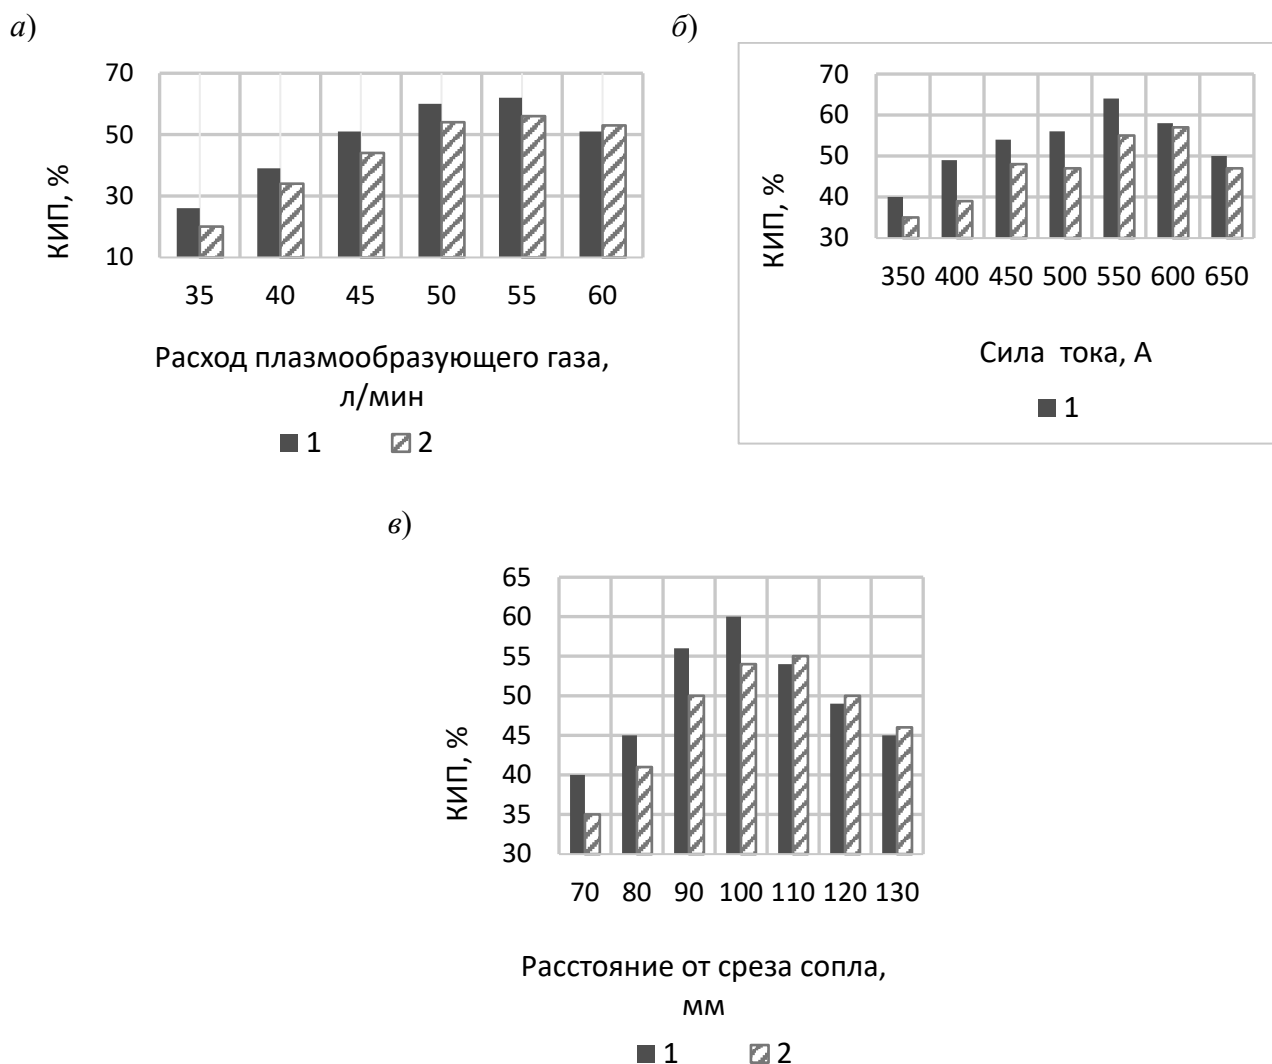 а)
70
50
30
10
КИП, %
35 40 45 50 55 60
Расход плазмообразующего газа,
л/мин
1 2
б)
70
60
50
40
30
КИП, %
350 400 450 500 550 600 650
Сила тока, А
1
в)
65
60
55
50
45
40
35
30
КИП, %
70 80 90 100 110 120 130
Расстояние от среза сопла,
мм
1 2